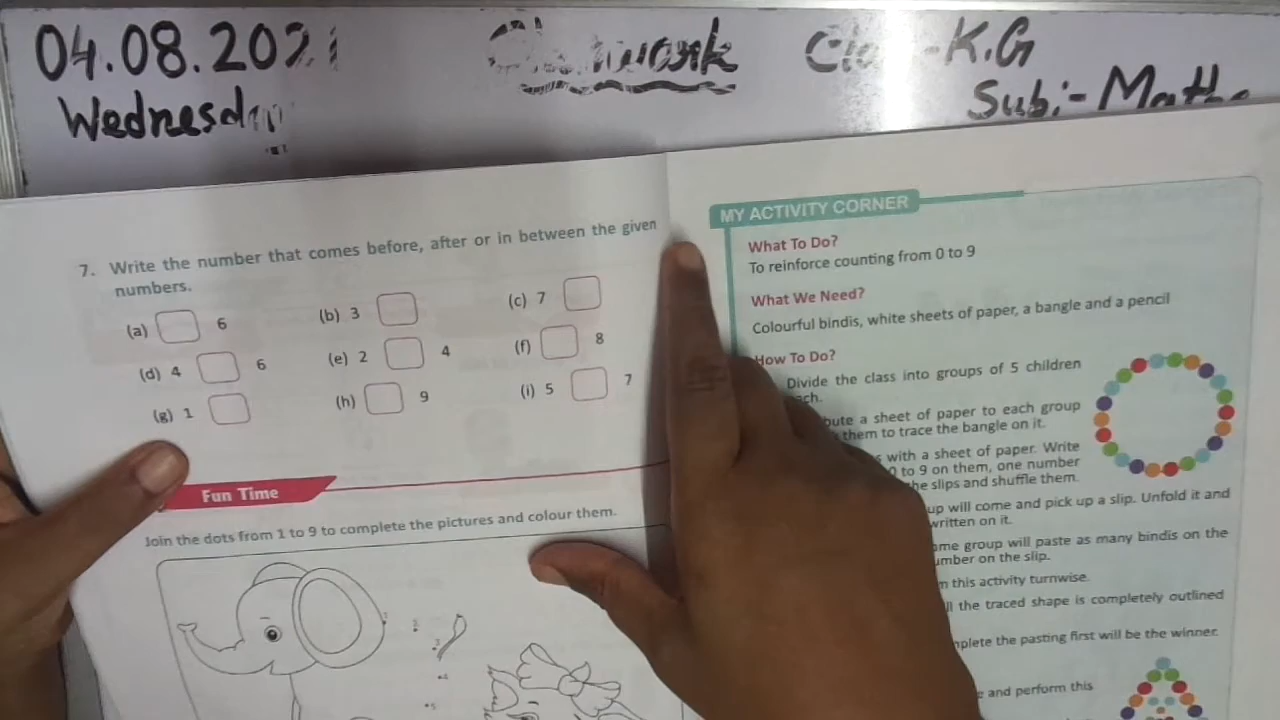 04.08.2021
Wednesday
Classwork
Class-K.G
Sub:- Maths
7. Write the number that comes before, after or in between the given
numbers.
(a) 6 (b) 3 (c) 7
(d) 4 6 (e) 2 4 (f) 8
(g) 1 (h) 9 (i) 5 7
Fun Time
Join the dots from 1 to 9 to complete the pictures and colour them.
MY ACTIVITY CORNER
What To Do?
To reinforce counting from 0 to 9
What We Need?
Colourful bindis, white sheets of paper, a bangle and a pencil
How To Do?
Divide the class into groups of 5 children
a sheet of paper to each group
them to trace the bangle on it.
with a sheet of paper. Write
0 to 9 on them, one number
slips and shuffle them.
will come and pick up a slip. Unfold it and
written on it.
group will paste as many bindis on the
on the slip.
this activity turnwise.
the traced shape is completely outlined
pasting first will be the winner.
and perform this